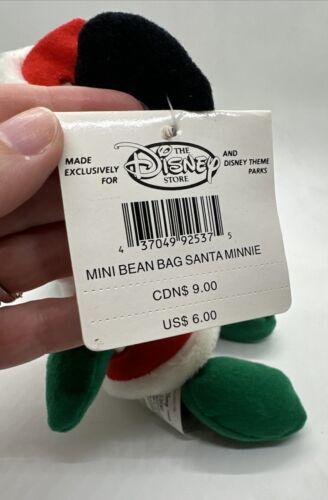 MADE EXCLUSIVELY FOR
THE
Disney
STORE
AND DISNEY THEME PARKS
4 37049 92537 5
MINI BEAN BAG SANTA MINNIE
CDN$ 9.00
US$ 6.00